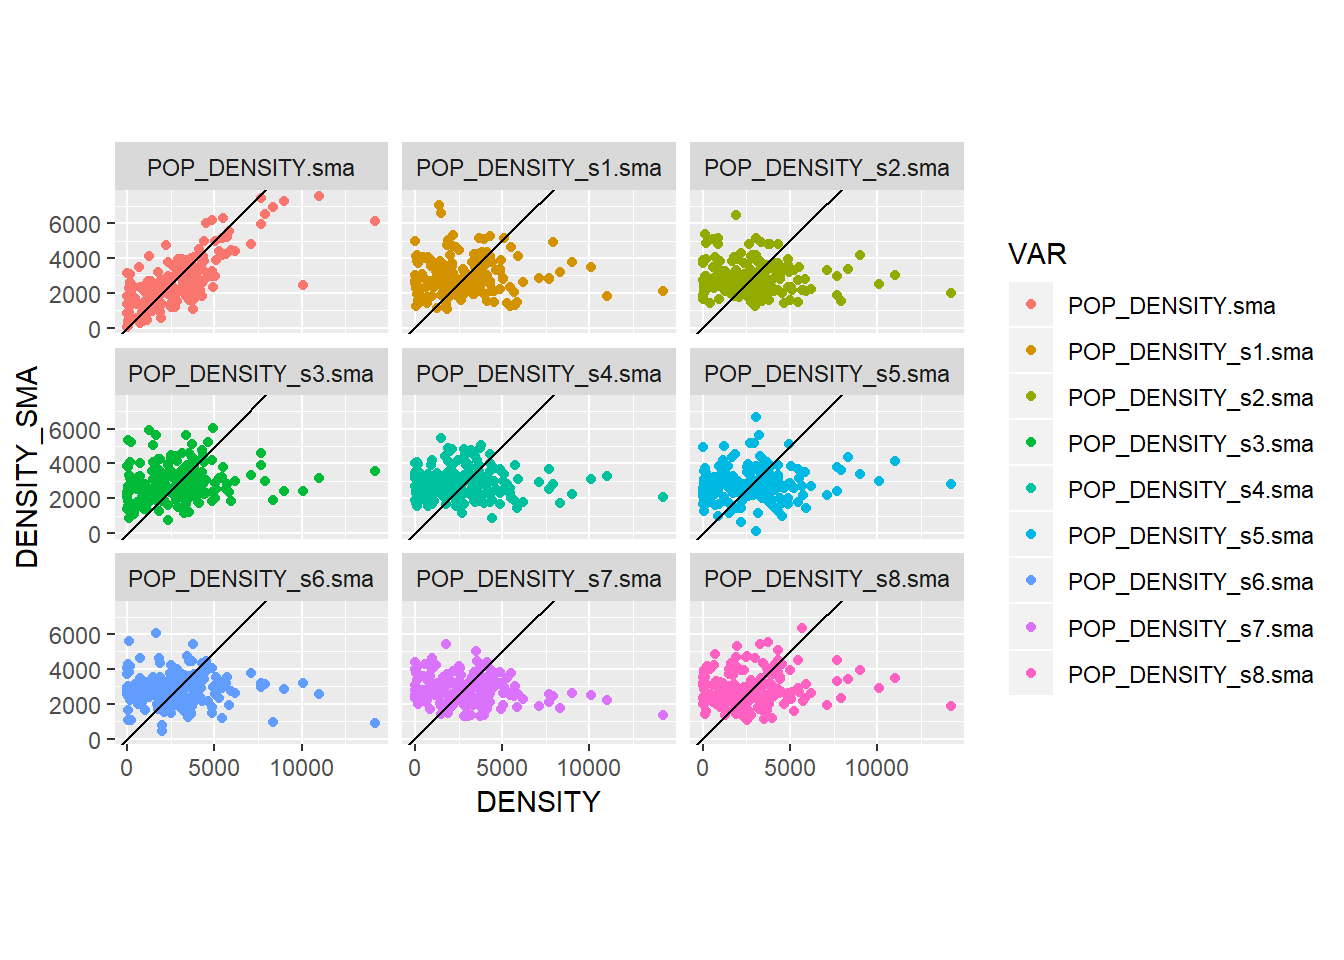 POP_DENSITY.sma POP_DENSITY_s1.sma POP_DENSITY_s2.sma
6000
4000
2000
0
POP_DENSITY_s3.sma POP_DENSITY_s4.sma POP_DENSITY_s5.sma
6000
4000
2000
0
POP_DENSITY_s6.sma POP_DENSITY_s7.sma POP_DENSITY_s8.sma
6000
4000
2000
0
0 5000 10000 0 5000 10000 0 5000 10000
DENSITY
DENSITY_SMA
VAR
POP_DENSITY.sma
POP_DENSITY_s1.sma
POP_DENSITY_s2.sma
POP_DENSITY_s3.sma
POP_DENSITY_s4.sma
POP_DENSITY_s5.sma
POP_DENSITY_s6.sma
POP_DENSITY_s7.sma
POP_DENSITY_s8.sma